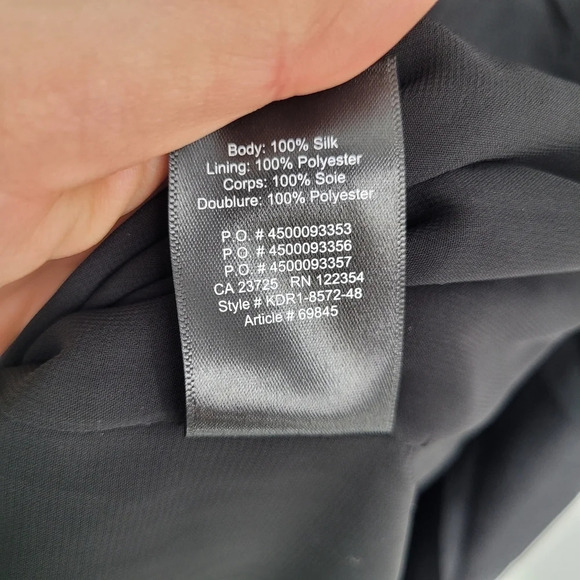 Body: 100% Silk
Lining: 100% Polyester
Corps: 100% Soie
Doublure: 100% Polyester
P.O. # 4500093353
P.O. # 4500093356
P.O. # 4500093357
CA 23725 RN 122354
Style # KDR1-8572-48
Article # 69845